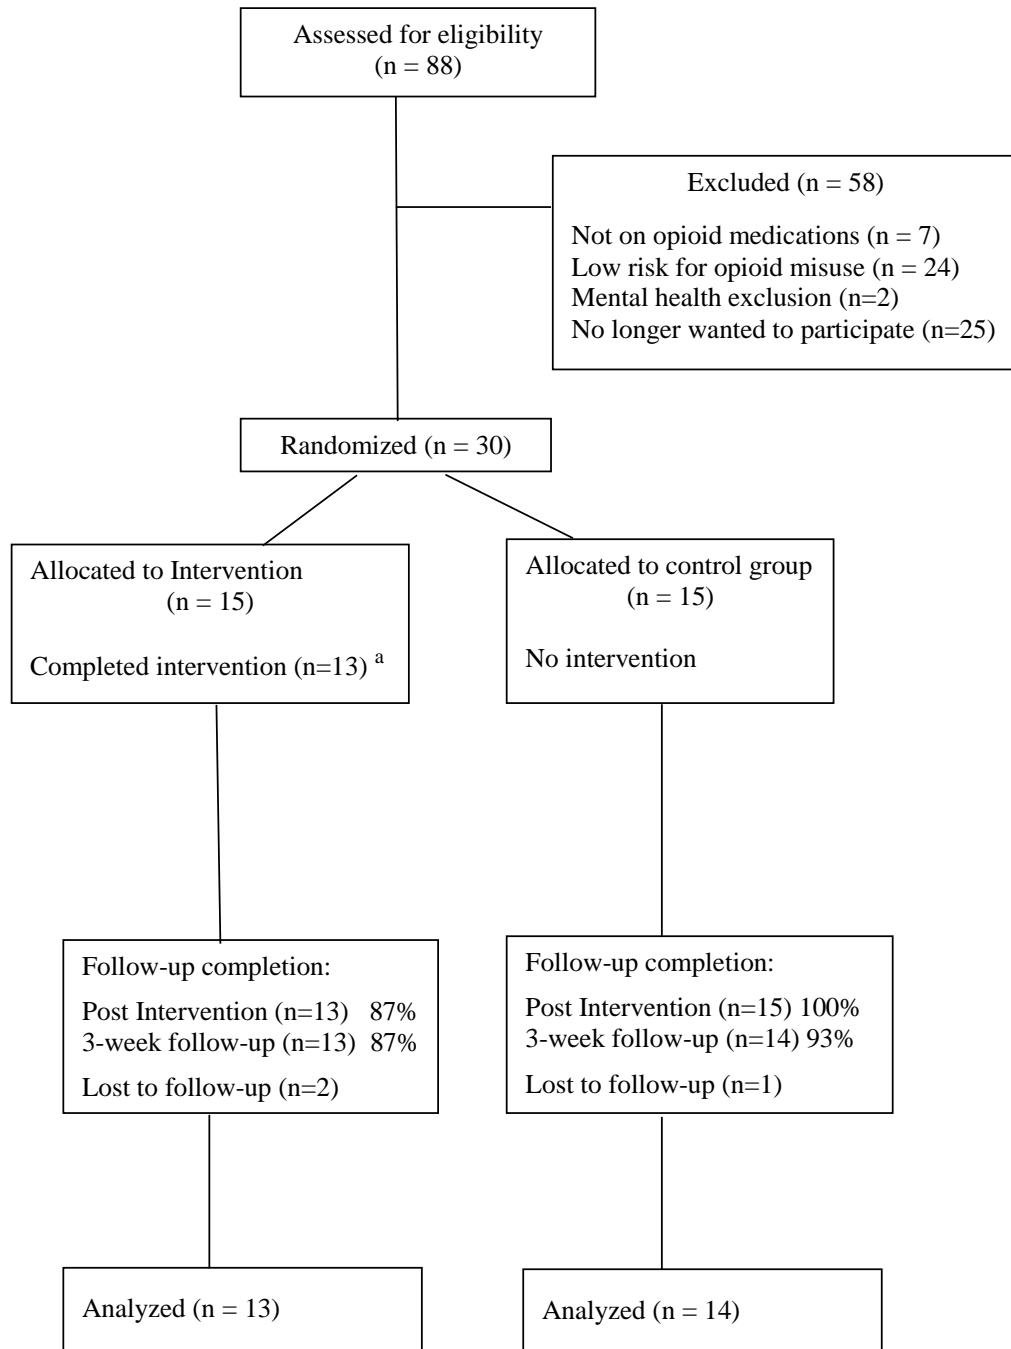 Assessed for eligibility
(n = 88)
Excluded (n = 58)
Not on opioid medications (n = 7)
Low risk for opioid misuse (n = 24)
Mental health exclusion (n=2)
No longer wanted to participate (n=25)
Randomized (n = 30)
Allocated to Intervention
(n = 15)
Completed intervention (n=13) a
Allocated to control group
(n = 15)
No intervention
Follow-up completion:
Post Intervention (n=13) 87%
3-week follow-up (n=13) 87%
Lost to follow-up (n=2)
Follow-up completion:
Post Intervention (n=15) 100%
3-week follow-up (n=14) 93%
Lost to follow-up (n=1)
Analyzed (n = 13)
Analyzed (n = 14)